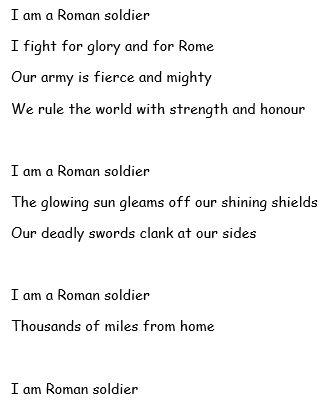 I am a Roman soldier
I fight for glory and for Rome
Our army is fierce and mighty
We rule the world with strength and honour
I am a Roman soldier
The glowing sun gleams off our shining shields
Our deadly swords clank at our sides
I am a Roman soldier
Thousands of miles from home
I am Roman soldier